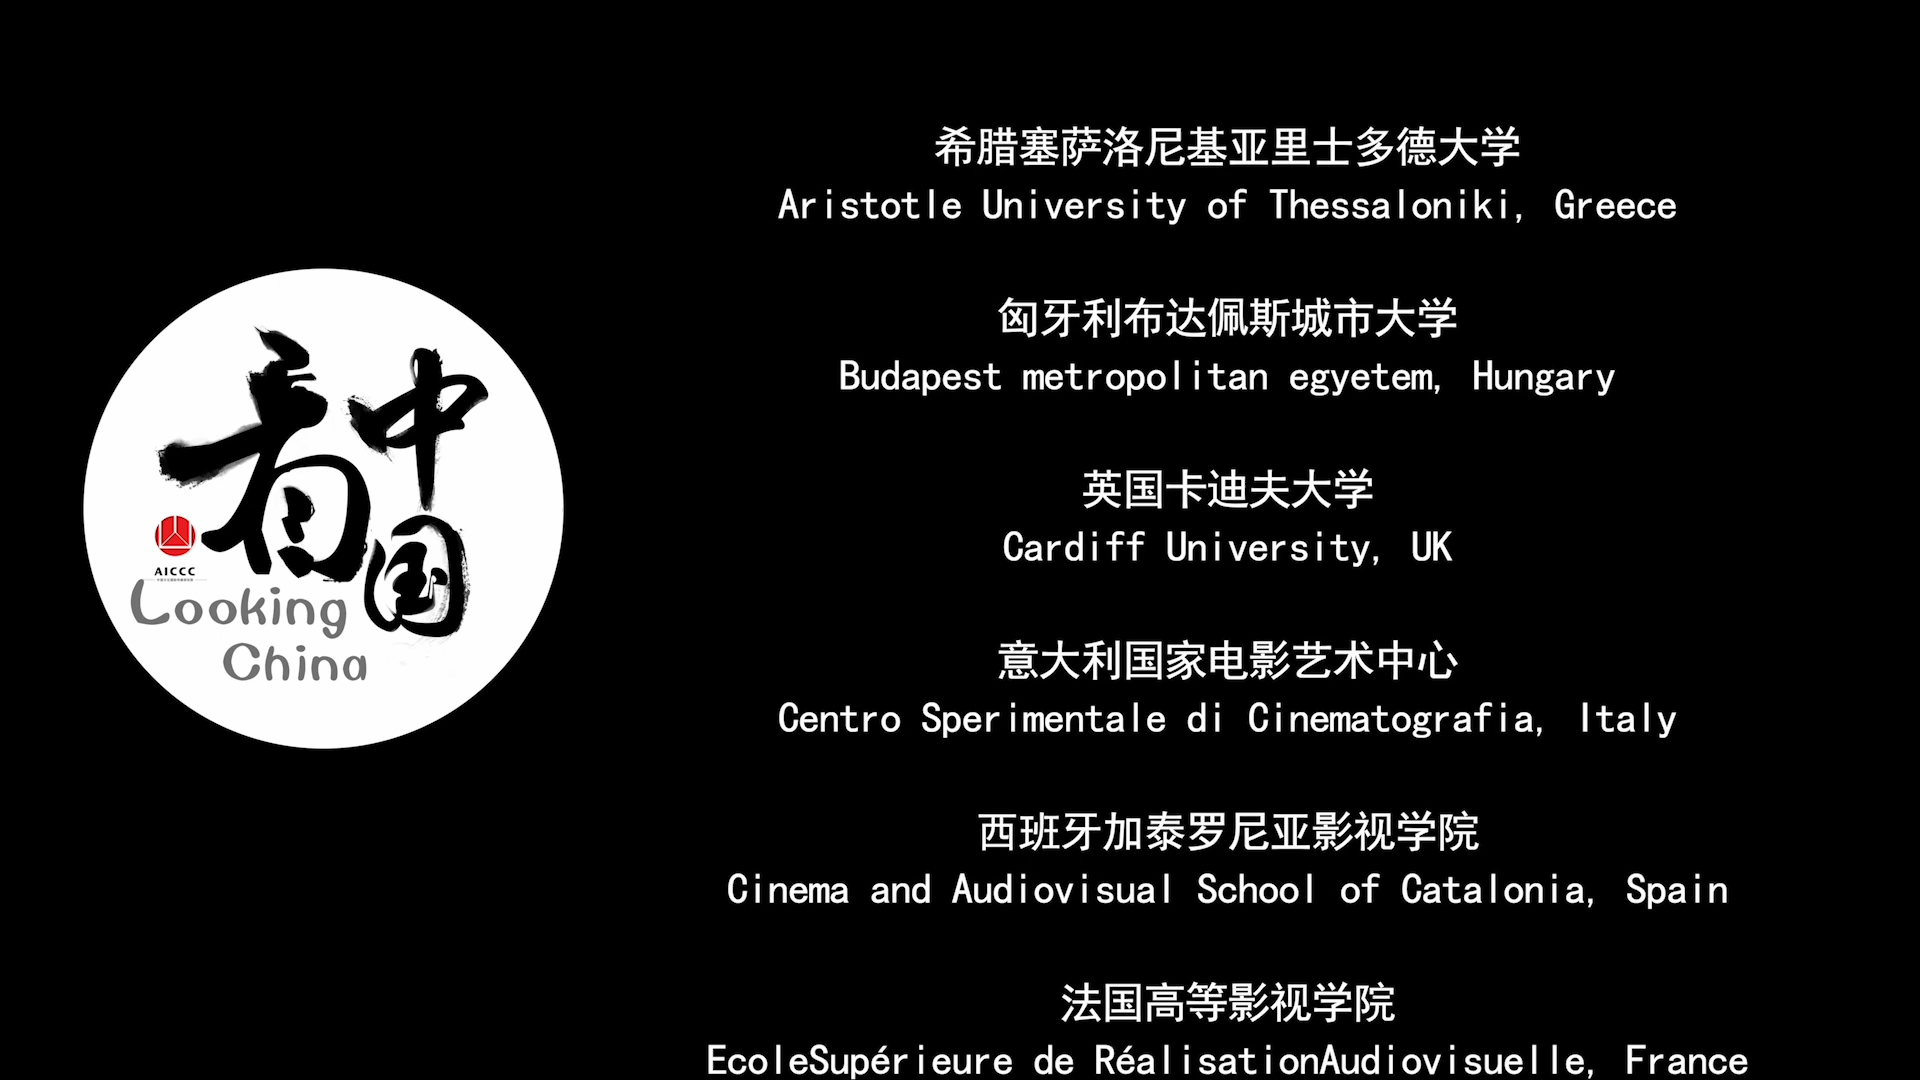 看中国
AICCC
Looking
China
希腊塞萨洛尼基亚里士多德大学
Aristotle University of Thessaloniki, Greece
匈牙利布达佩斯城市大学
Budapest metropolitan egyetem, Hungary
英国卡迪夫大学
Cardiff University, UK
意大利国家电影艺术中心
Centro Sperimentale di Cinematografia, Italy
西班牙加泰罗尼亚影视学院
Cinema and Audiovisual School of Catalonia, Spain
法国高等影视学院
EcoleSupérieure de RéalisationAudiovisuelle, France